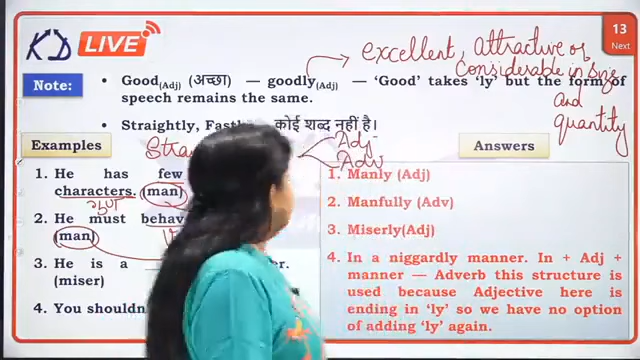 KD LIVE
13
Next
excellent, attractive or
considerable in size
and
quantity
Note:
• Good(Adj) (अच्छा) — goodly(Adj) — 'Good' takes 'ly' but the form of
speech remains the same.
• Straightly, कोई शब्द नहीं है।
Adj
Adv
Examples
1. He has few
characters. (man)
but
2. He must behav
(man)
3. He is a
(miser)
4. You shouldn
Answers
1. Manly (Adj)
2. Manfully (Adv)
3. Miserly(Adj)
4. In a niggardly manner. In + Adj +
manner — Adverb this structure is
used because Adjective here is
ending in 'ly' so we have no option
of adding 'ly' again.